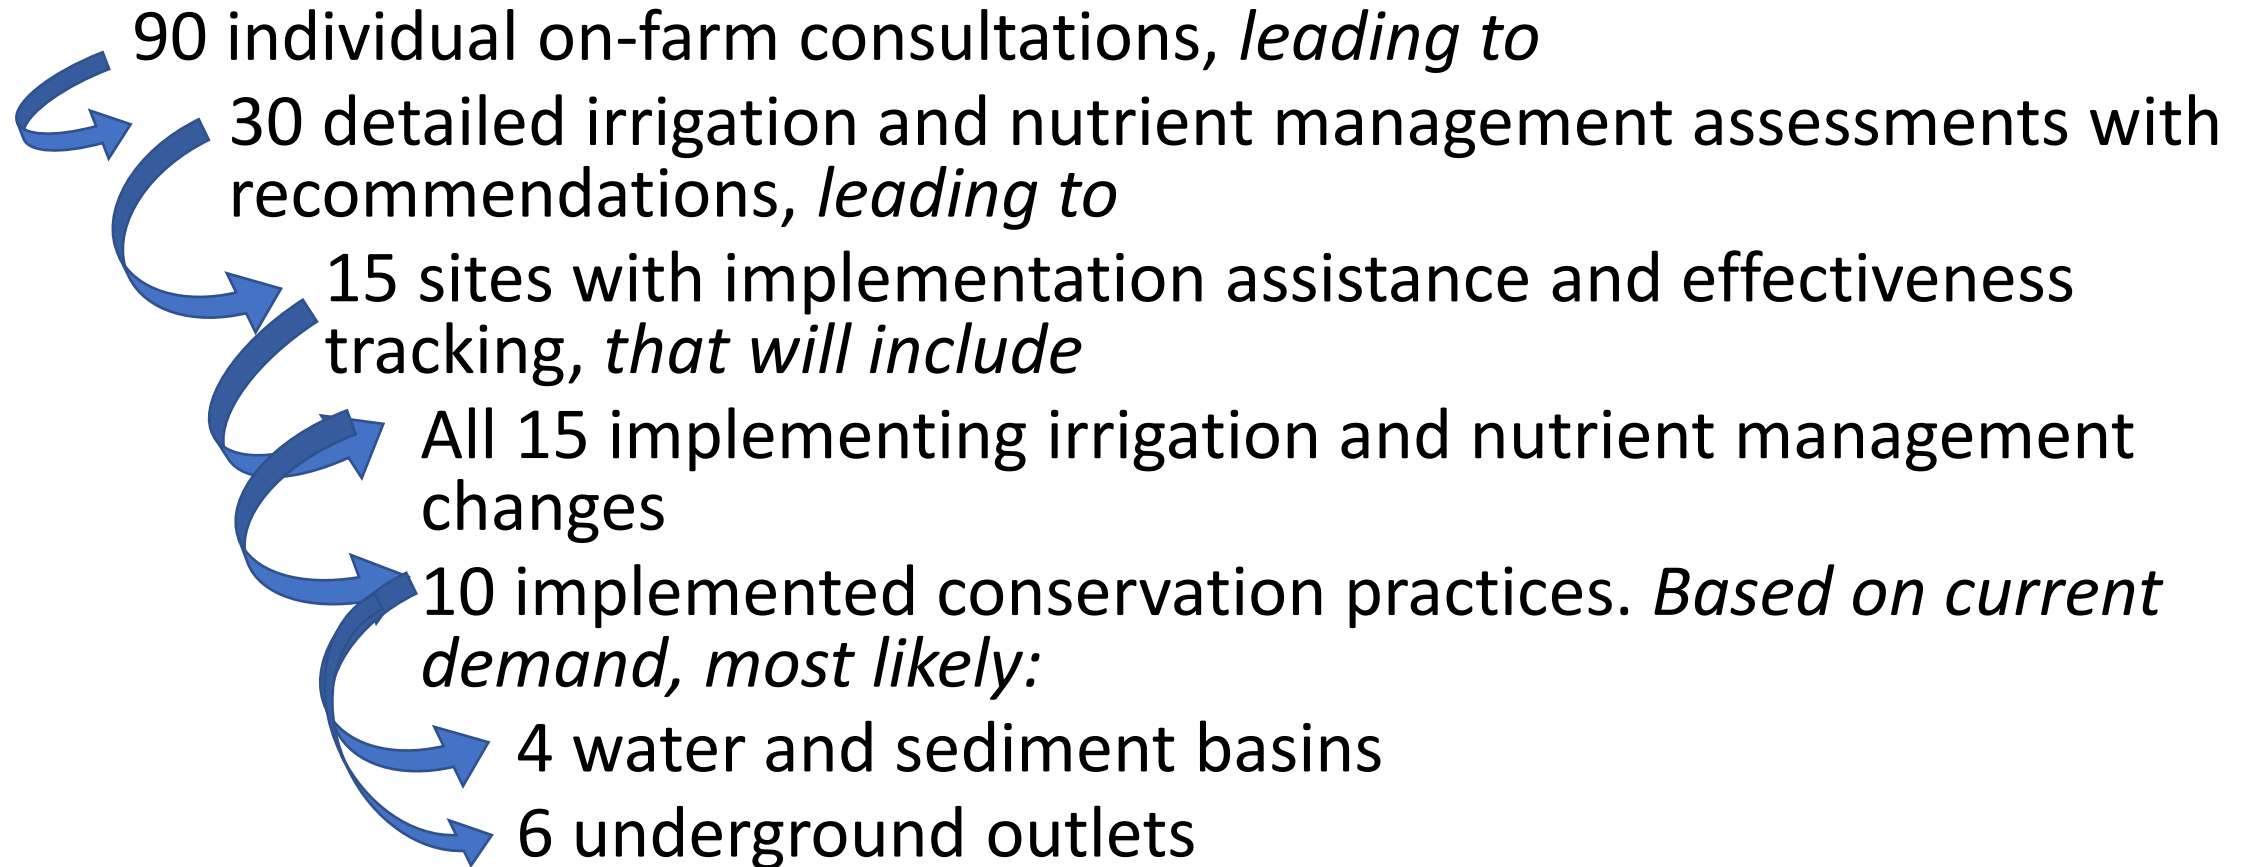 90 individual on-farm consultations, leading to
30 detailed irrigation and nutrient management assessments with
recommendations, leading to
15 sites with implementation assistance and effectiveness
tracking, that will include
All 15 implementing irrigation and nutrient management
changes
10 implemented conservation practices. Based on current
demand, most likely:
4 water and sediment basins
6 underground outlets